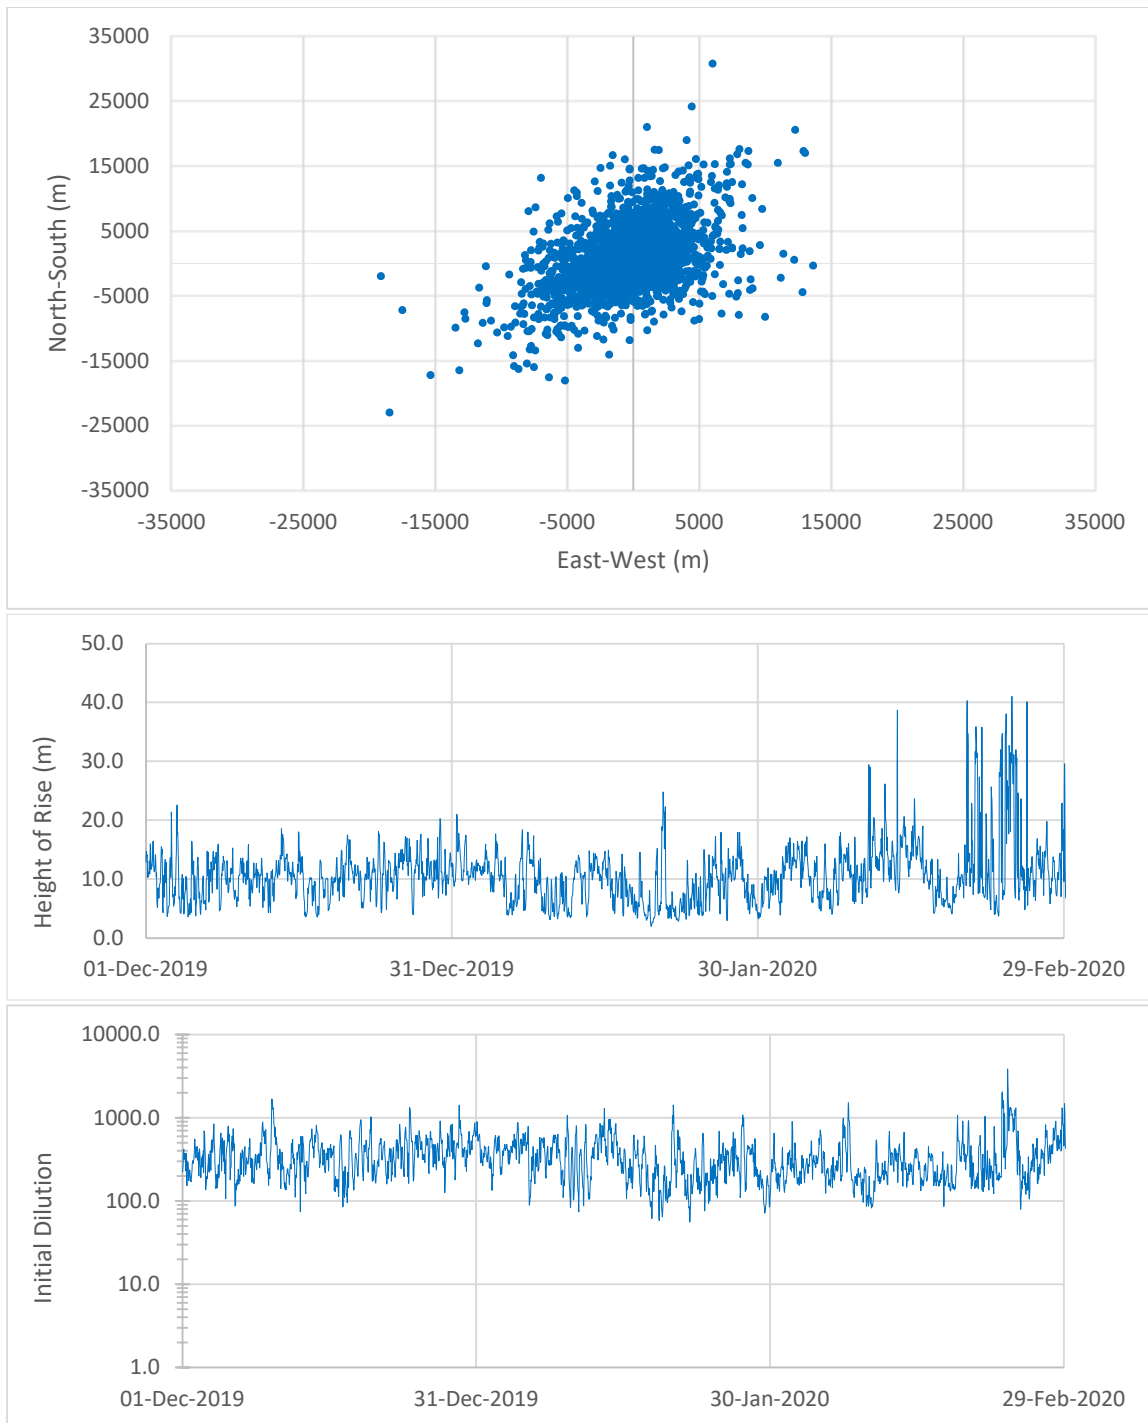 35000
25000
15000
5000
-5000
-15000
-25000
-35000
North-South (m)
-35000 -25000 -15000 -5000 5000 15000 25000 35000
East-West (m)
50.0
40.0
30.0
20.0
10.0
0.0
Height of Rise (m)
01-Dec-2019 31-Dec-2019 30-Jan-2020 29-Feb-2020
10000.0
1000.0
100.0
10.0
1.0
Initial Dilution
01-Dec-2019 31-Dec-2019 30-Jan-2020 29-Feb-2020